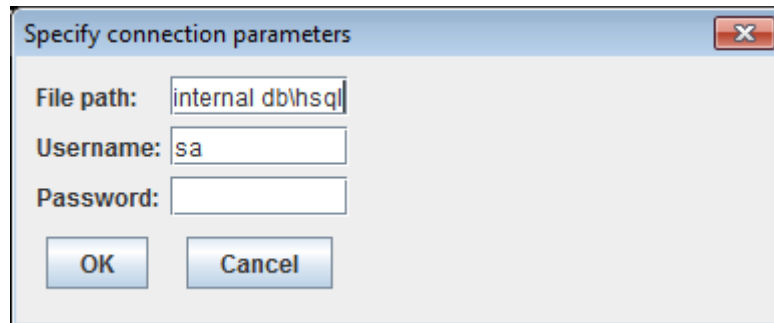 Specify connection parameters
File path: internal db\hsql
Username: sa
Password:
OK Cancel